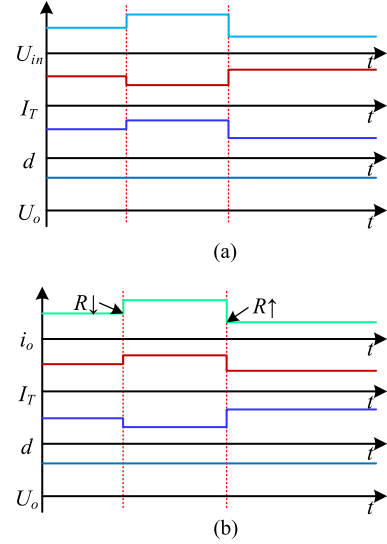 U_in t
I_T t
d t
U_o t
(a)
R↓ R↑
i_o t
I_T t
d t
U_o t
(b)